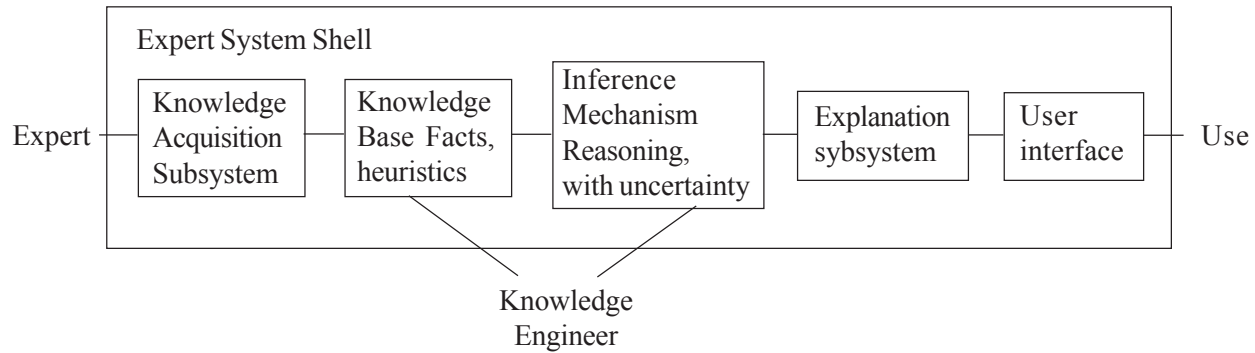 Expert System Shell
Expert
Knowledge
Acquisition
Subsystem
Knowledge
Base Facts,
heuristics
Inference
Mechanism
Reasoning,
with uncertainty
Explanation
sybsystem
User
interface
Use
Knowledge
Engineer